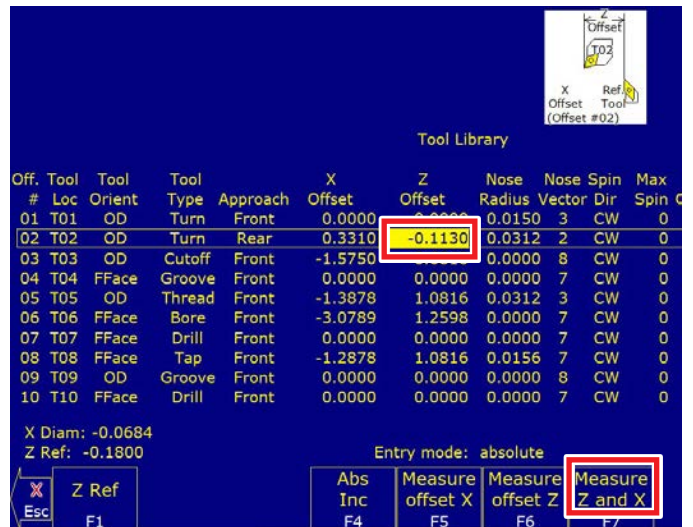 Z
Offset
T02
X Ref.
Offset Tool
(Offset #02)
Tool Library
Off. Tool Tool Tool X Z Nose Nose Spin Max
# Loc Orient Type Approach Offset Offset Radius Vector Dir Spin
01 T01 OD Turn Front 0.0000 0.0000 0.0150 3 CW 0
02 T02 OD Turn Rear 0.3310 -0.1130 0.0312 2 CW 0
03 T03 OD Cutoff Front -1.5750 0.0000 8 CW 0
04 T04 FFace Groove Front 0.0000 0.0000 0.0000 7 CW 0
05 T05 OD Thread Front -1.3878 1.0816 0.0312 3 CW 0
06 T06 FFace Bore Front -3.0789 1.2598 0.0000 7 CW 0
07 T07 FFace Drill Front 0.0000 0.0000 0.0000 7 CW 0
08 T08 FFace Tap Front -1.2878 1.0816 0.0156 7 CW 0
09 T09 OD Groove Front 0.0000 0.0000 0.0000 8 CW 0
10 T10 FFace Drill Front 0.0000 0.0000 0.0000 7 CW 0
X Diam: -0.0684
Z Ref: -0.1800 Entry mode: absolute
X Z Ref Abs Measure Measure Measure
Esc Inc offset X offset Z Z and X
F1 F4 F5 F6 F7